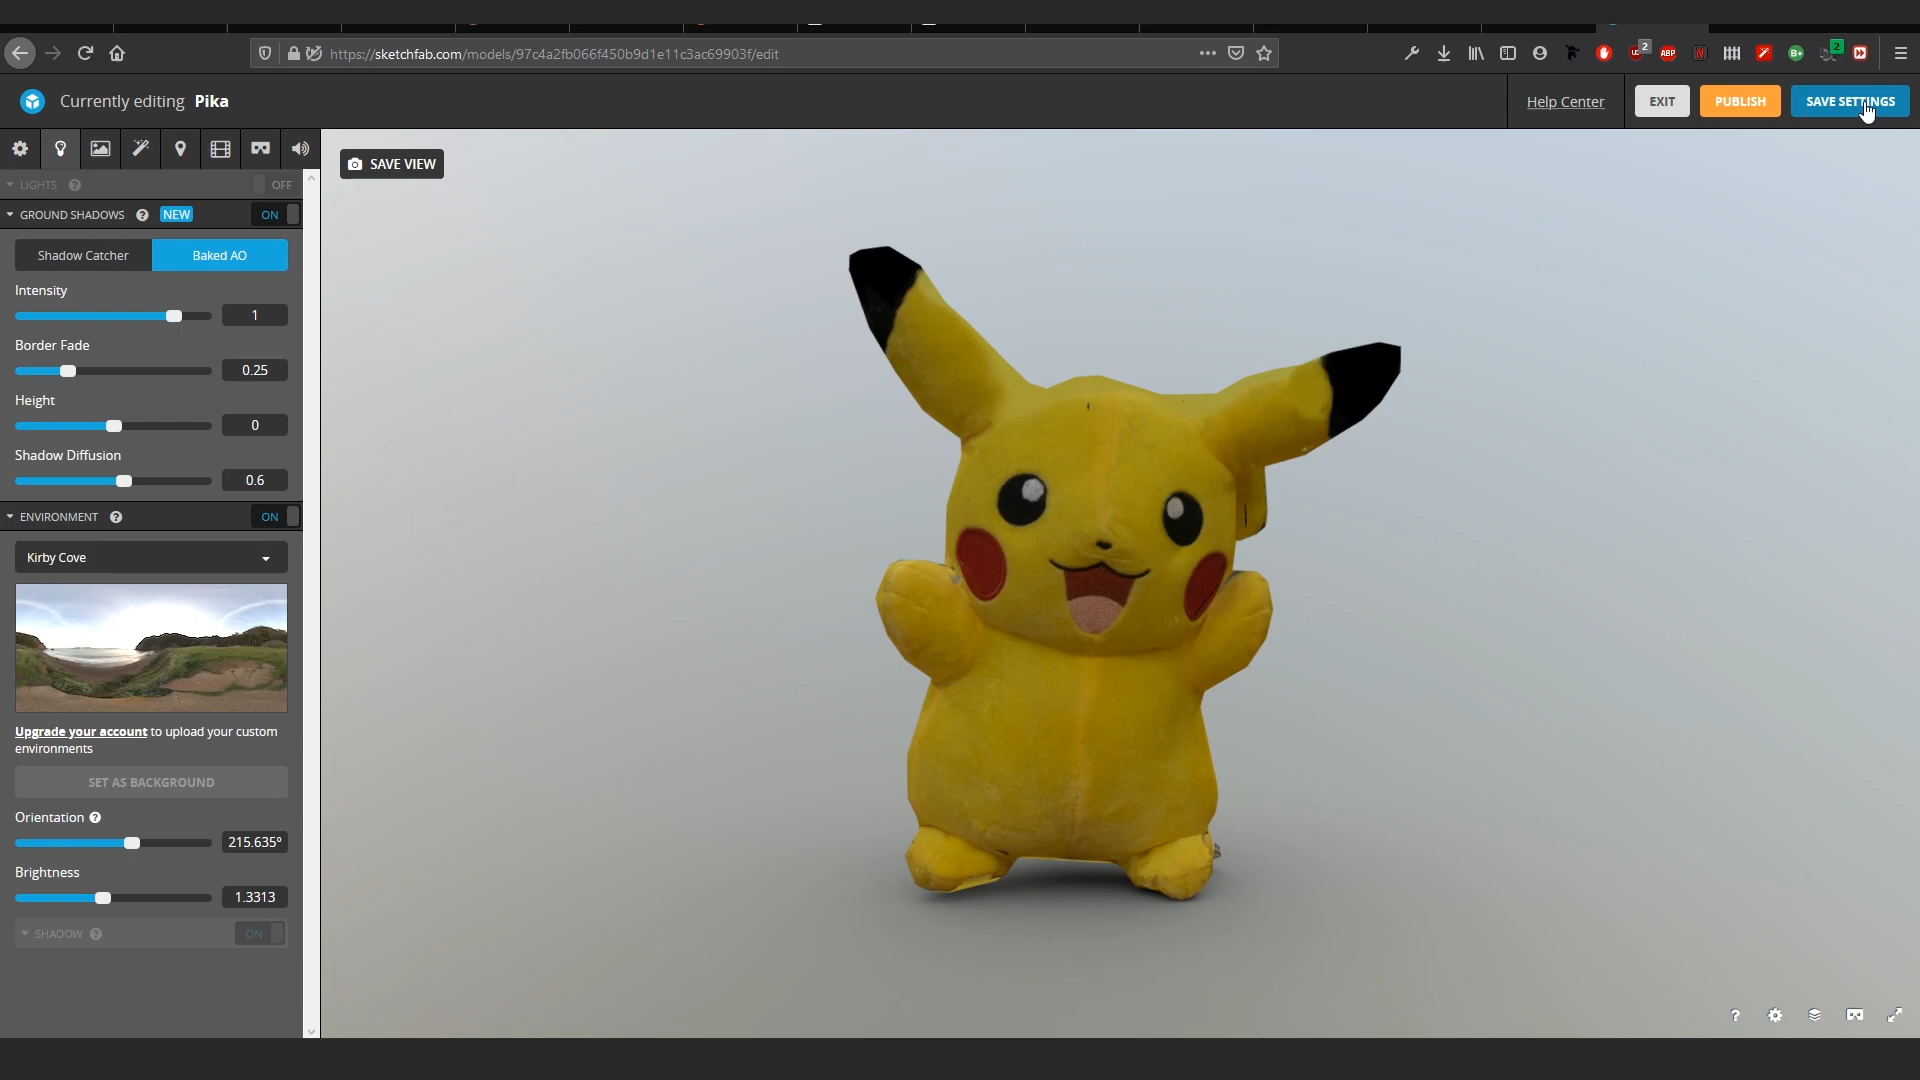 https://sketchfab.com/models/97c4a2fb066f450b9d1e11c3ac69903f/edit
2
ABP
N
B+
2
Currently editing Pika
Help Center
EXIT
PUBLISH
SAVE SETTINGS
SAVE VIEW
LIGHTS ?
OFF
GROUND SHADOWS ? NEW
ON
Shadow Catcher
Baked AO
Intensity
1
Border Fade
0.25
Height
0
Shadow Diffusion
0.6
ENVIRONMENT ?
ON
Kirby Cove
Upgrade your account to upload your custom
environments
SET AS BACKGROUND
Orientation ?
215.635°
Brightness
1.3313
SHADOW ?
ON
?